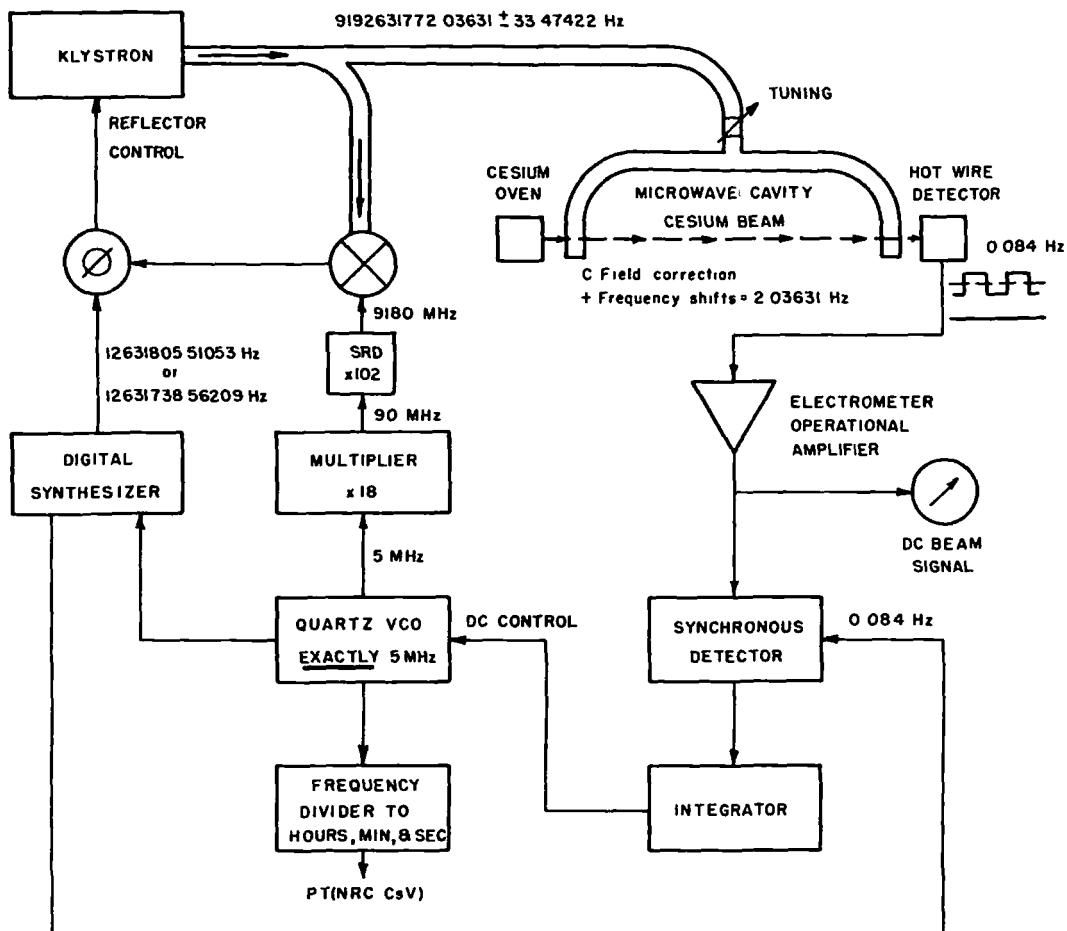 9192631772 03631 ± 33 47422 Hz
KLYSTRON
TUNING
REFLECTOR
CONTROL
CESIUM
OVEN
MICROWAVE CAVITY
CESIUM BEAM
HOT WIRE
DETECTOR
0 084 Hz
C Field correction
+ Frequency shifts = 2 03631 Hz
Ø
9180 MHz
SRD
x102
12631805 51053 Hz
or
12631738 56209 Hz
90 MHz
ELECTROMETER
OPERATIONAL
AMPLIFIER
DIGITAL
SYNTHESIZER
MULTIPLIER
x 18
DC BEAM
SIGNAL
5 MHz
QUARTZ VCO
EXACTLY 5MHz
DC CONTROL
SYNCHRONOUS
DETECTOR
0 084 Hz
FREQUENCY
DIVIDER TO
HOURS, MIN, & SEC
INTEGRATOR
PT(NRC CsV)